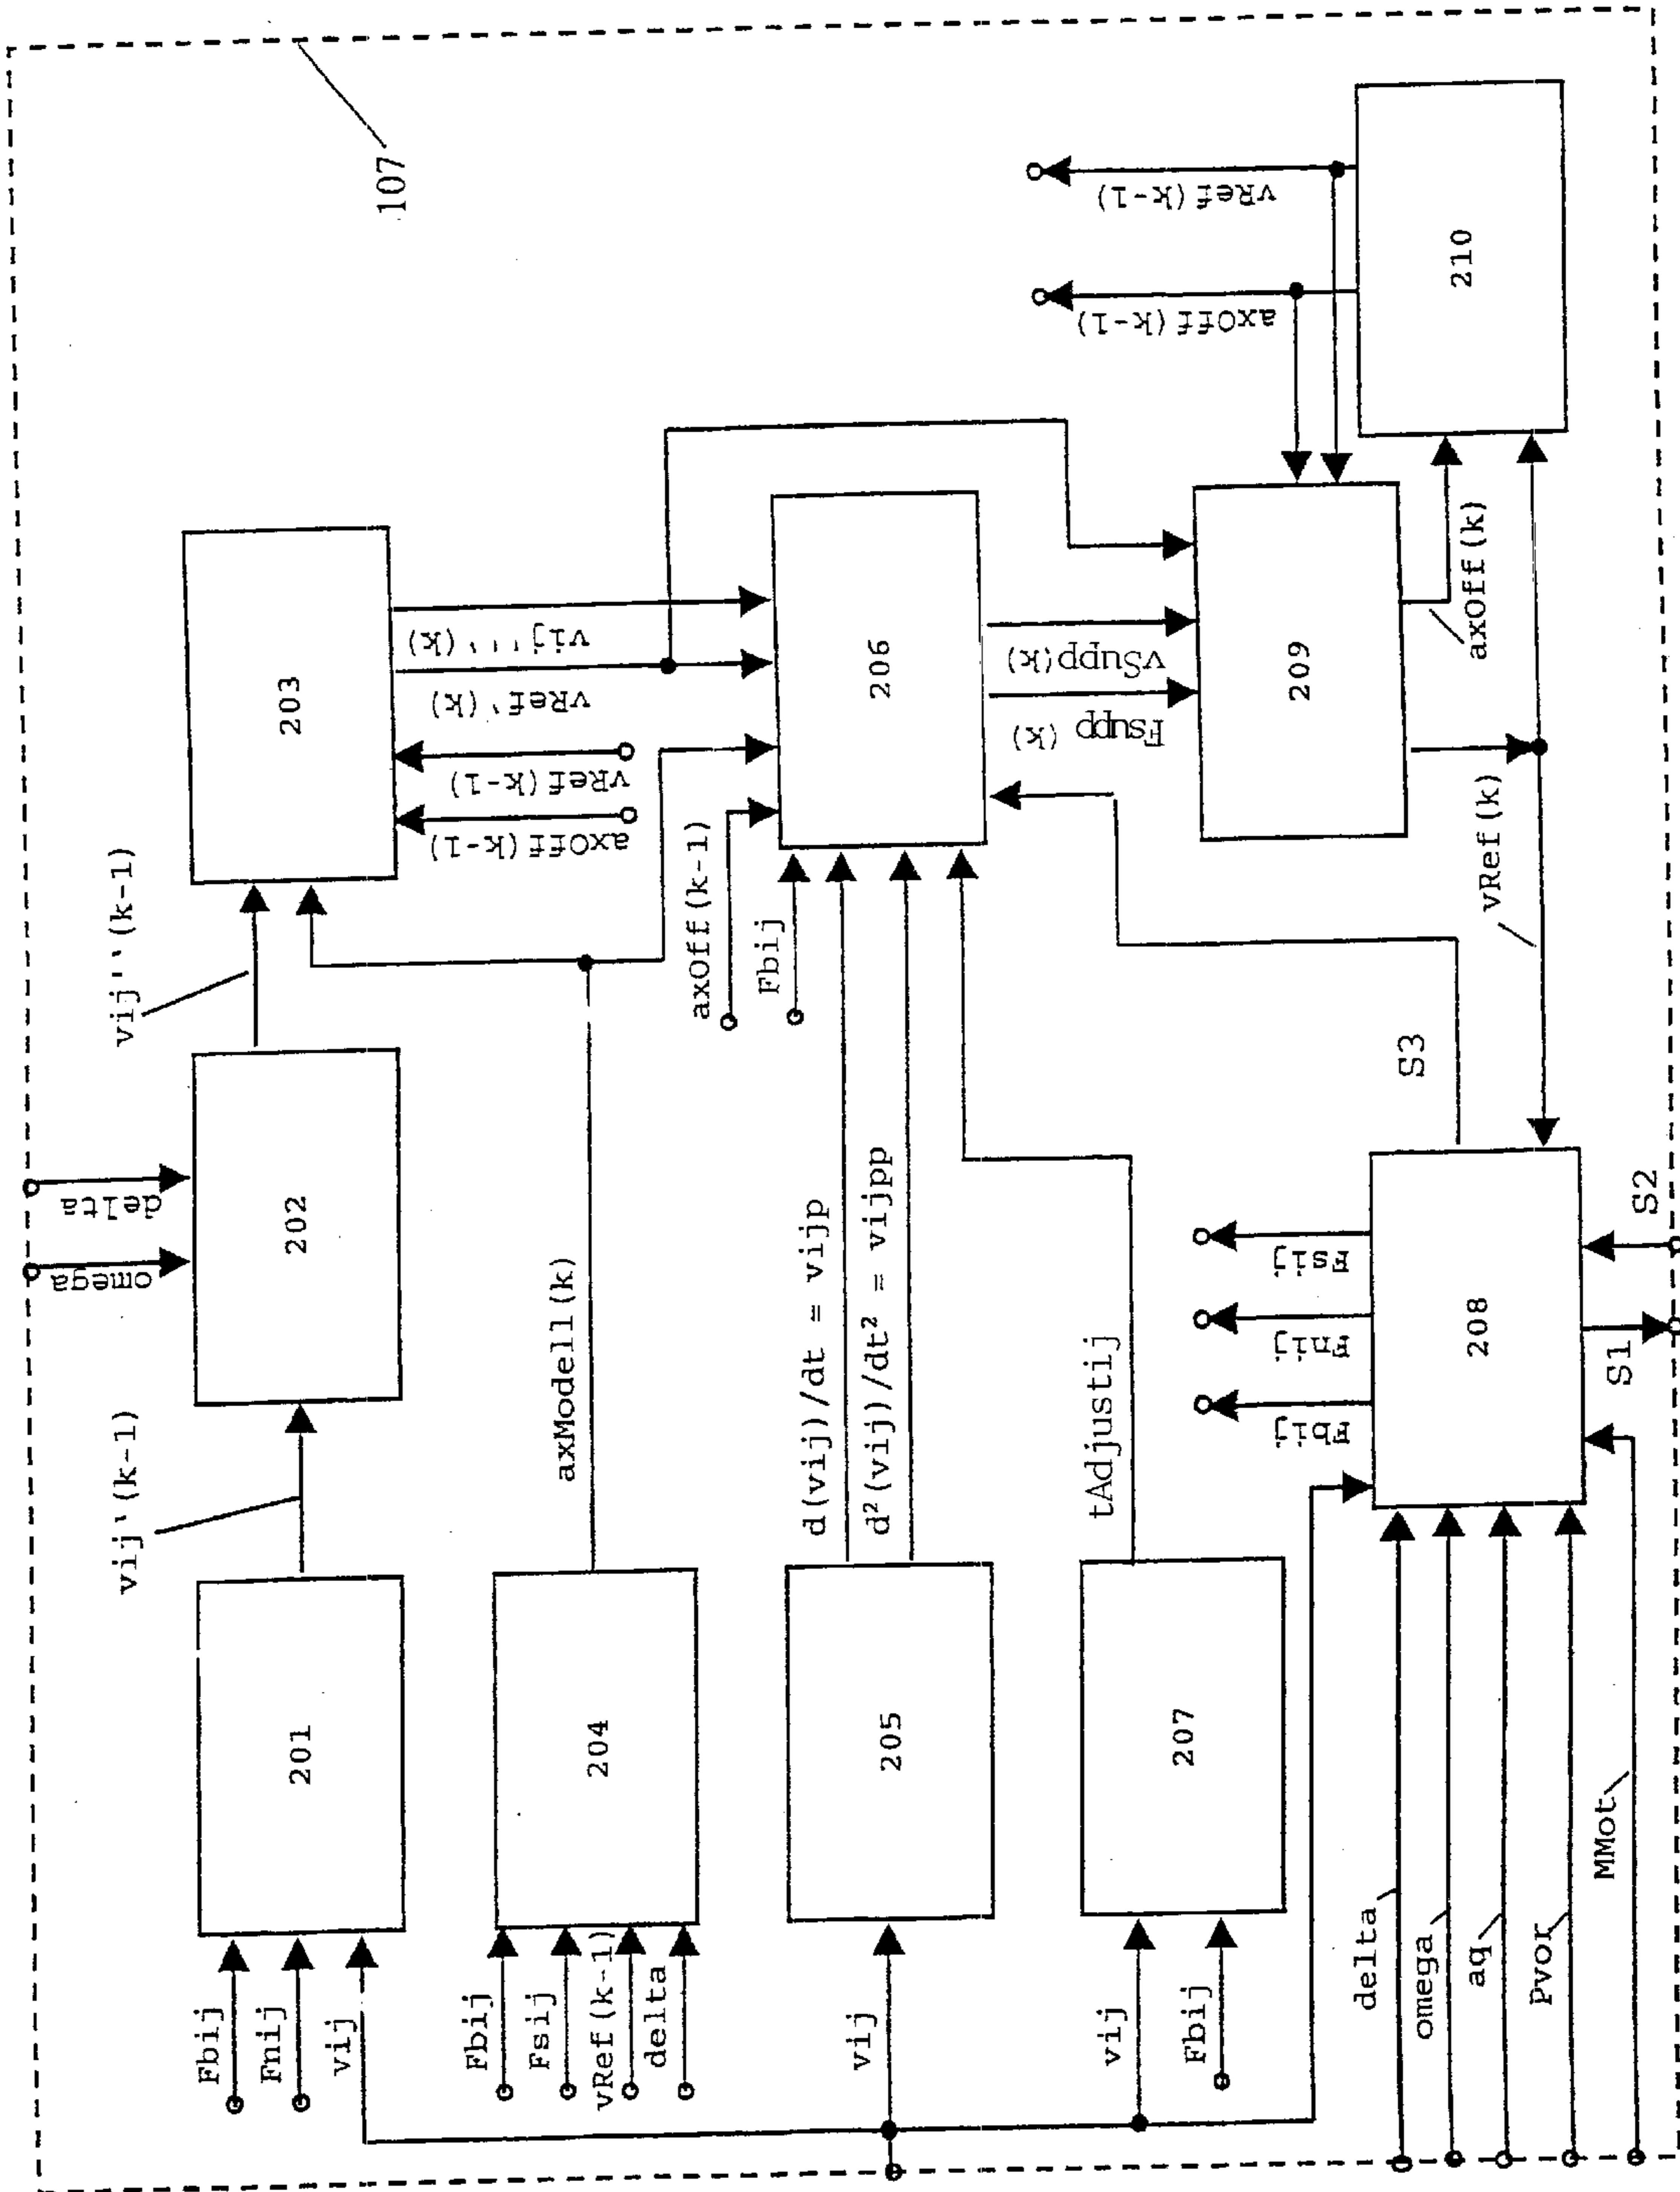 107
Fbij
Fnij
vij
201
vij'(k-1)
omega
delta
202
vij''(k-1)
203
axOff(k-1)
vRef(k-1)
vRef'(k)
vij'''(k)
Fbij
Fsij
vRef(k-1)
delta
204
axModell(k)
axOff(k-1)
Fbij
vij
205
d(vij)/dt = vijp
d²(vij)/dt² = vijpp
206
Fsupp (k)
vSupp(k)
vij
Fbij
207
tAdjustij
209
axOff(k-1)
vRef(k-1)
delta
omega
aq
Pvor
MMot
Fbij
Fnij
Fsij
208
S1
S2
S3
vRef(k)
axOff(k)
210